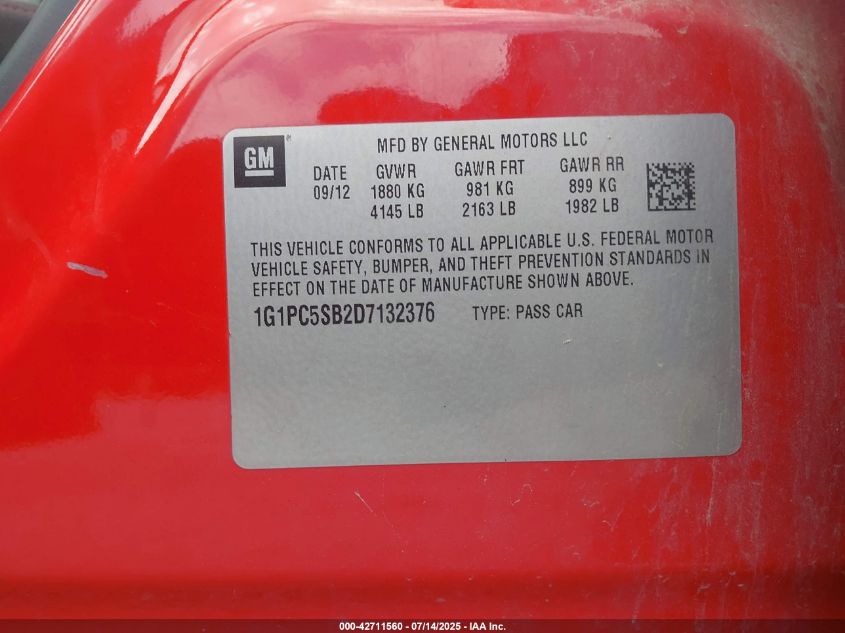 GM
MFD BY GENERAL MOTORS LLC
DATE GVWR GAWR FRT GAWR RR
09/12 1880 KG 981 KG 899 KG
4145 LB 2163 LB 1982 LB
THIS VEHICLE CONFORMS TO ALL APPLICABLE U.S. FEDERAL MOTOR
VEHICLE SAFETY, BUMPER, AND THEFT PREVENTION STANDARDS IN
EFFECT ON THE DATE OF MANUFACTURE SHOWN ABOVE.
1G1PC5SB2D7132376 TYPE: PASS CAR
000-42711560 - 07/14/2025 - IAA Inc.